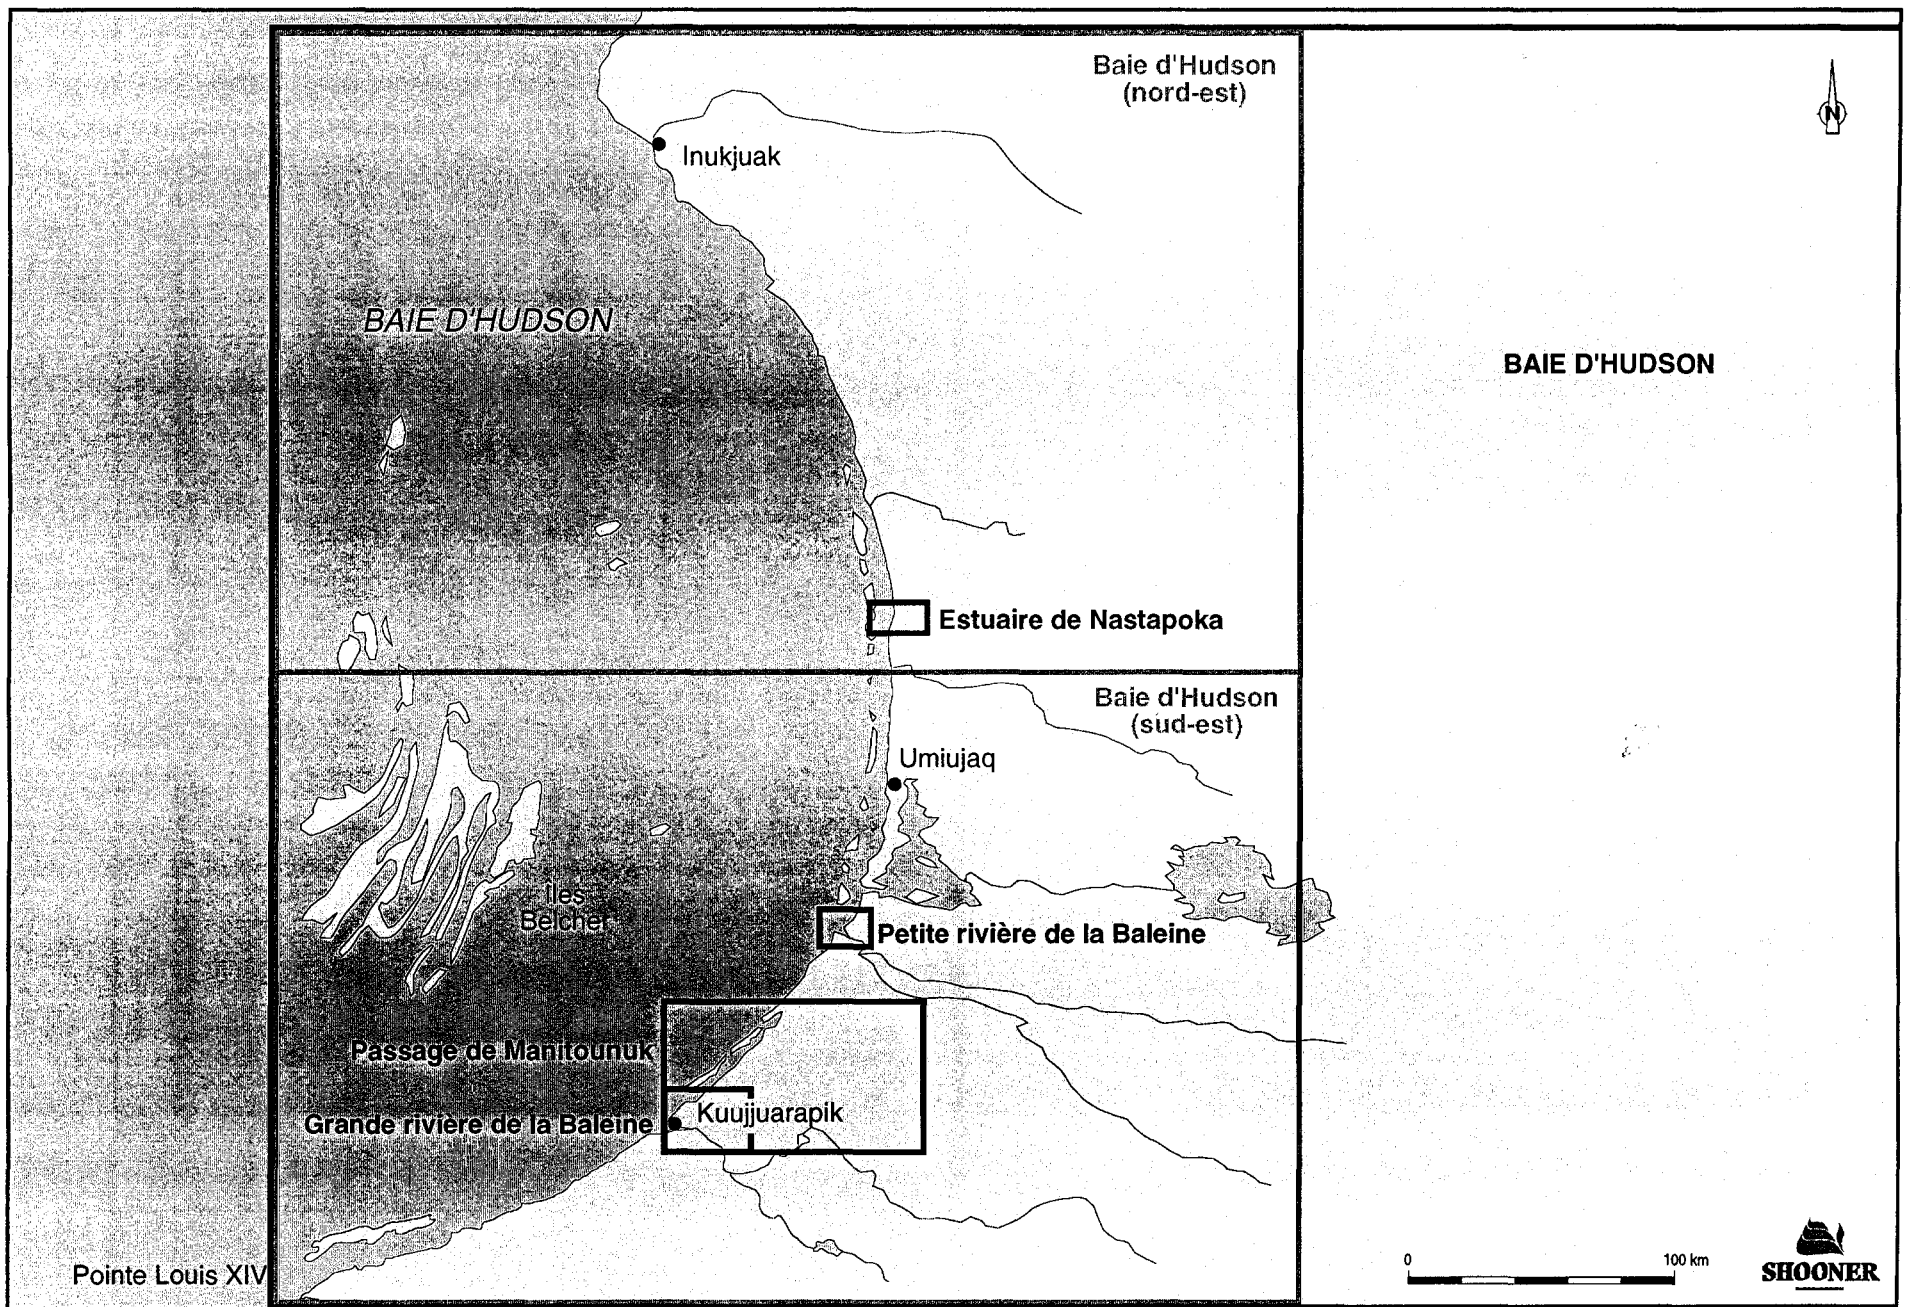 Baie d'Hudson
(nord-est)
N
Inukjuak
BAIE D'HUDSON
BAIE D'HUDSON
Estuaire de Nastapoka
Baie d'Hudson
(sud-est)
Umiujaq
Îles
Belcher
Petite rivière de la Baleine
Passage de Manitounuk
Kuujjuarapik
Grande rivière de la Baleine
Pointe Louis XIV
0 100 km
SHOONER